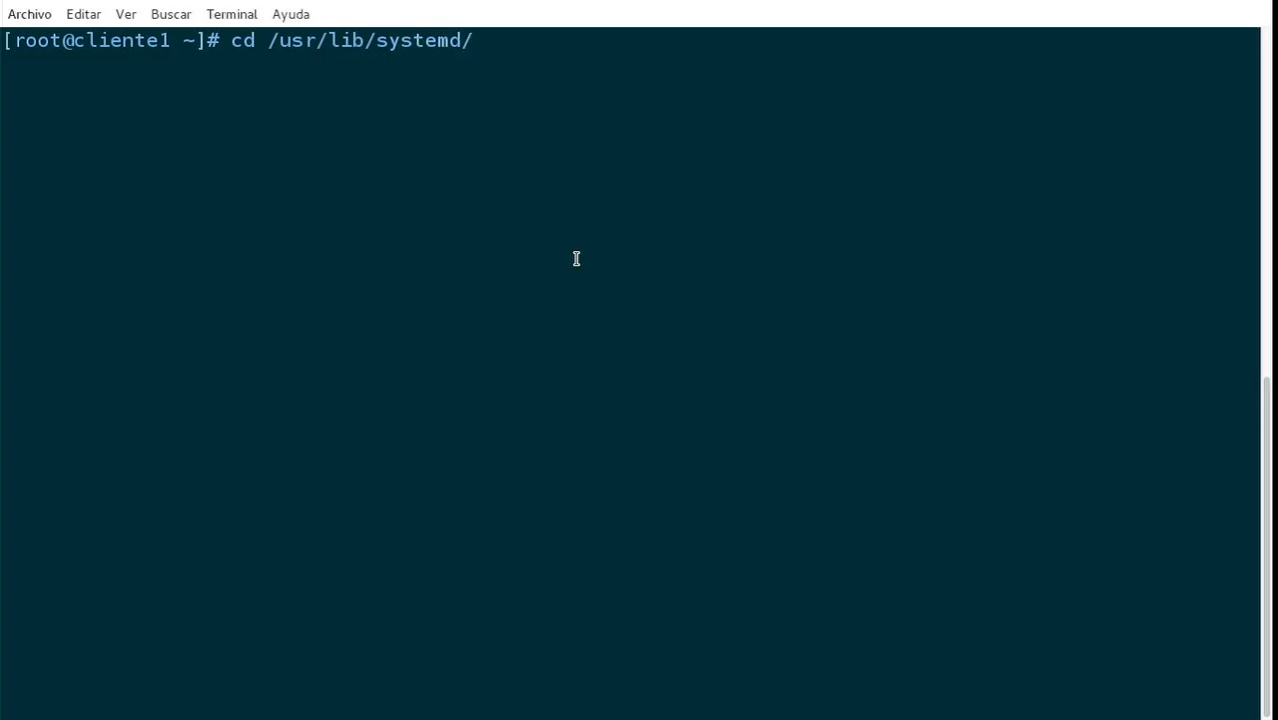 Archivo Editar Ver Buscar Terminal Ayuda
[root@cliente1 ~]# cd /usr/lib/systemd/